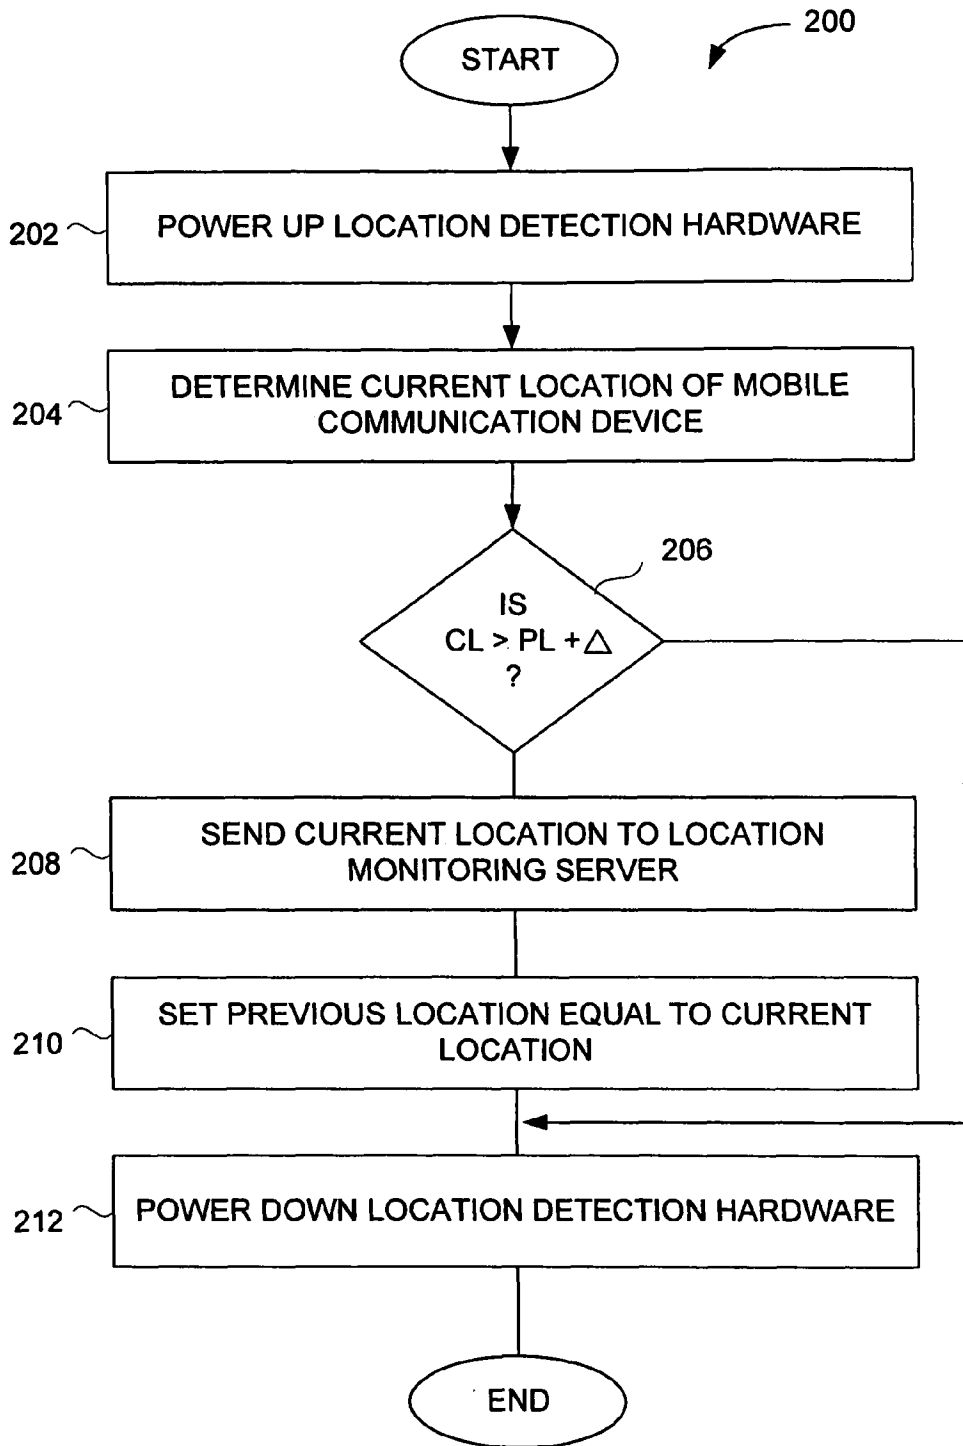 200
START
202
POWER UP LOCATION DETECTION HARDWARE
204
DETERMINE CURRENT LOCATION OF MOBILE
COMMUNICATION DEVICE
206
IS
CL > PL + △
?
208
SEND CURRENT LOCATION TO LOCATION
MONITORING SERVER
210
SET PREVIOUS LOCATION EQUAL TO CURRENT
LOCATION
212
POWER DOWN LOCATION DETECTION HARDWARE
END